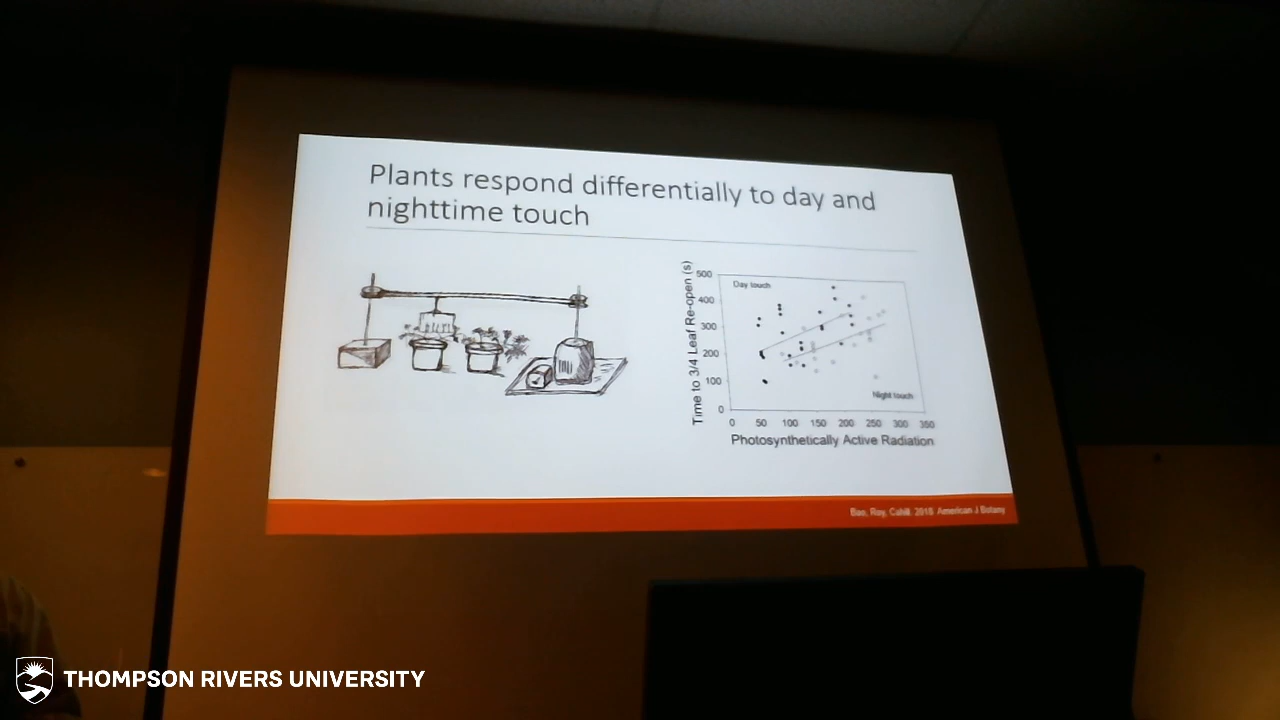 Plants respond differentially to day and
nighttime touch
Time to 3/4 Leaf Re-open (s)
500
400
300
200
100
0
Day touch
Night touch
0 50 100 150 200 250 300 350
Photosynthetically Active Radiation
Bao, Roy, Cahill. 2018 American J Botany
THOMPSON RIVERS UNIVERSITY